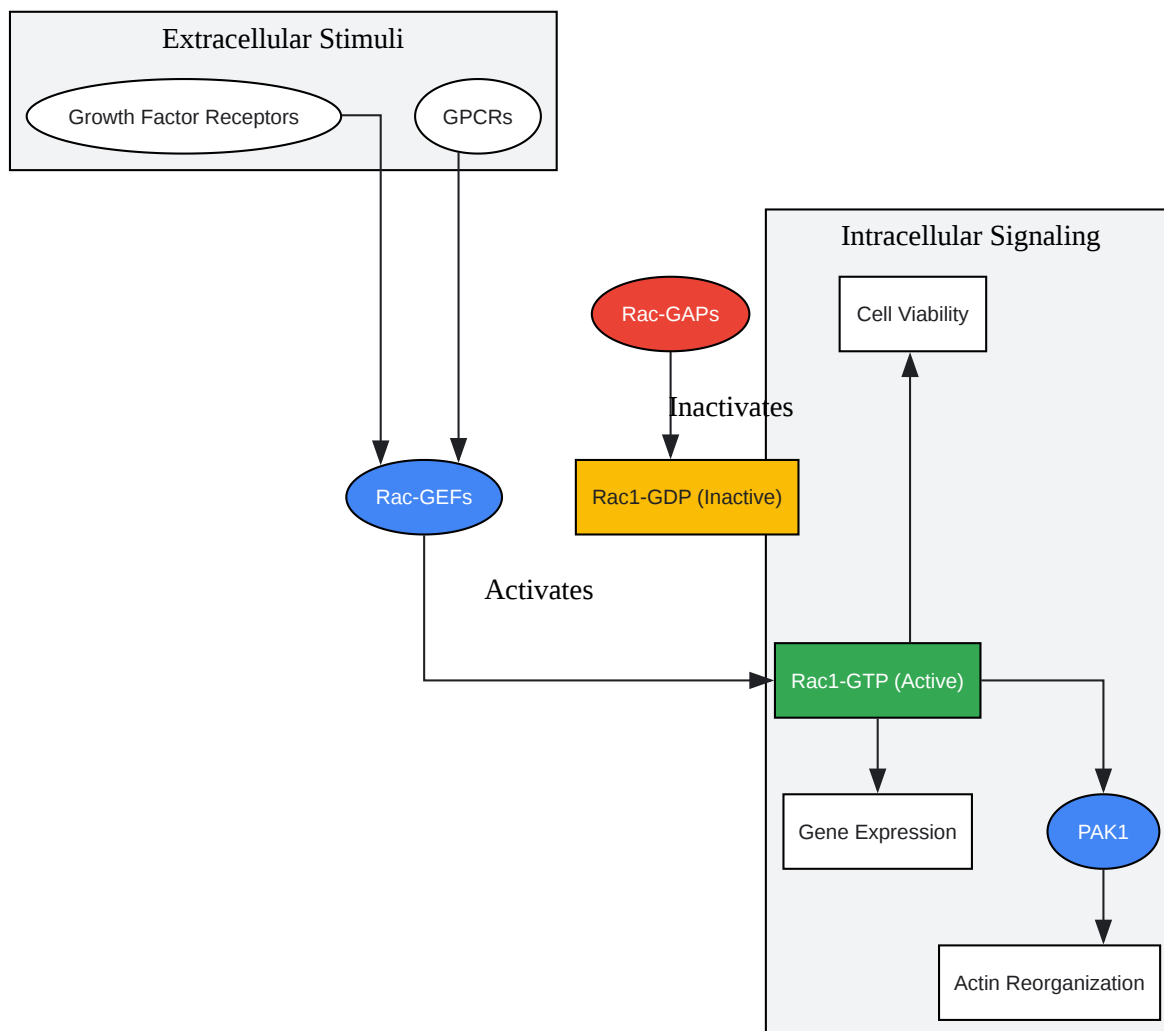 Extracellular Stimuli
Growth Factor Receptors
GPCRs
Intracellular Signaling
Rac-GAPs
Cell Viability
Inactivates
Rac-GEFs
Rac1-GDP (Inactive)
Activates
Rac1-GTP (Active)
Gene Expression
PAK1
Actin Reorganization